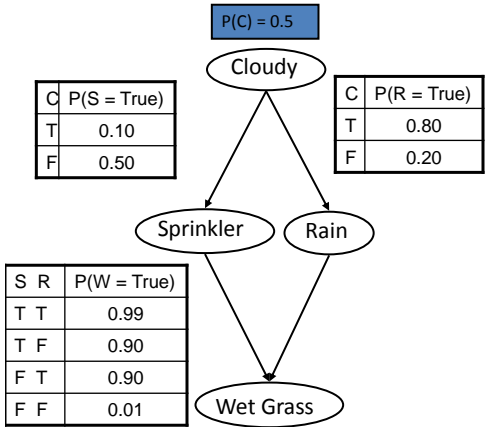 P(C) = 0.5
Cloudy
C P(S = True)
T 0.10
F 0.50
C P(R = True)
T 0.80
F 0.20
Sprinkler
Rain
S R P(W = True)
T T 0.99
T F 0.90
F T 0.90
F F 0.01
Wet Grass